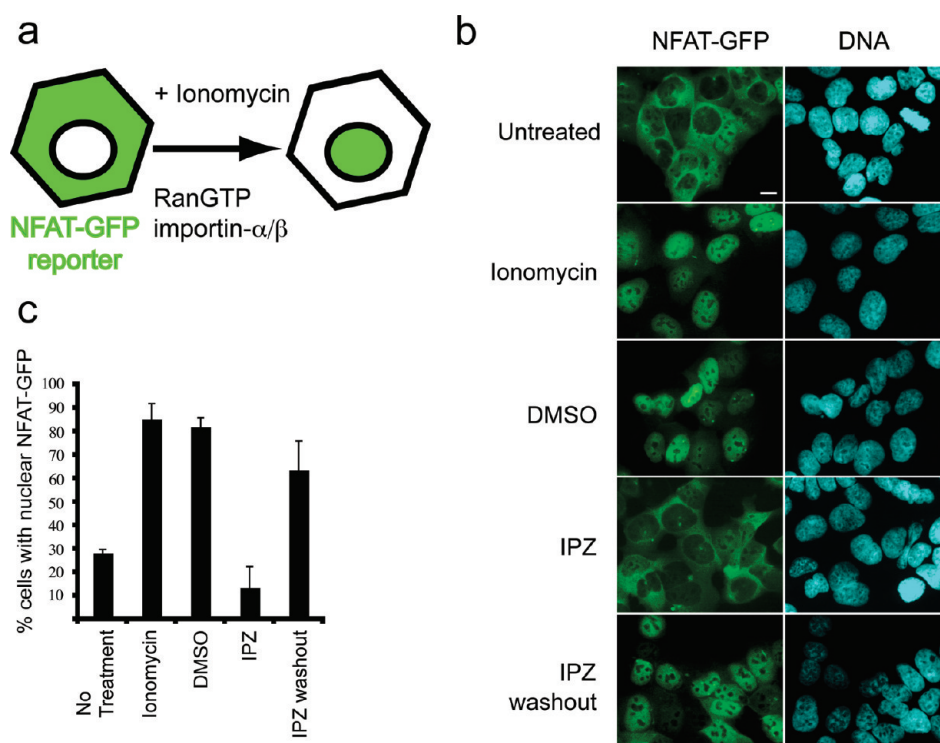 a
+ Ionomycin
RanGTP
importin-α/β
NFAT-GFP
reporter
b
NFAT-GFP DNA
Untreated
Ionomycin
DMSO
IPZ
IPZ
washout
c
% cells with nuclear NFAT-GFP
100
90
80
70
60
50
40
30
20
10
No
Treatment
Ionomycin
DMSO
IPZ
IPZ washout